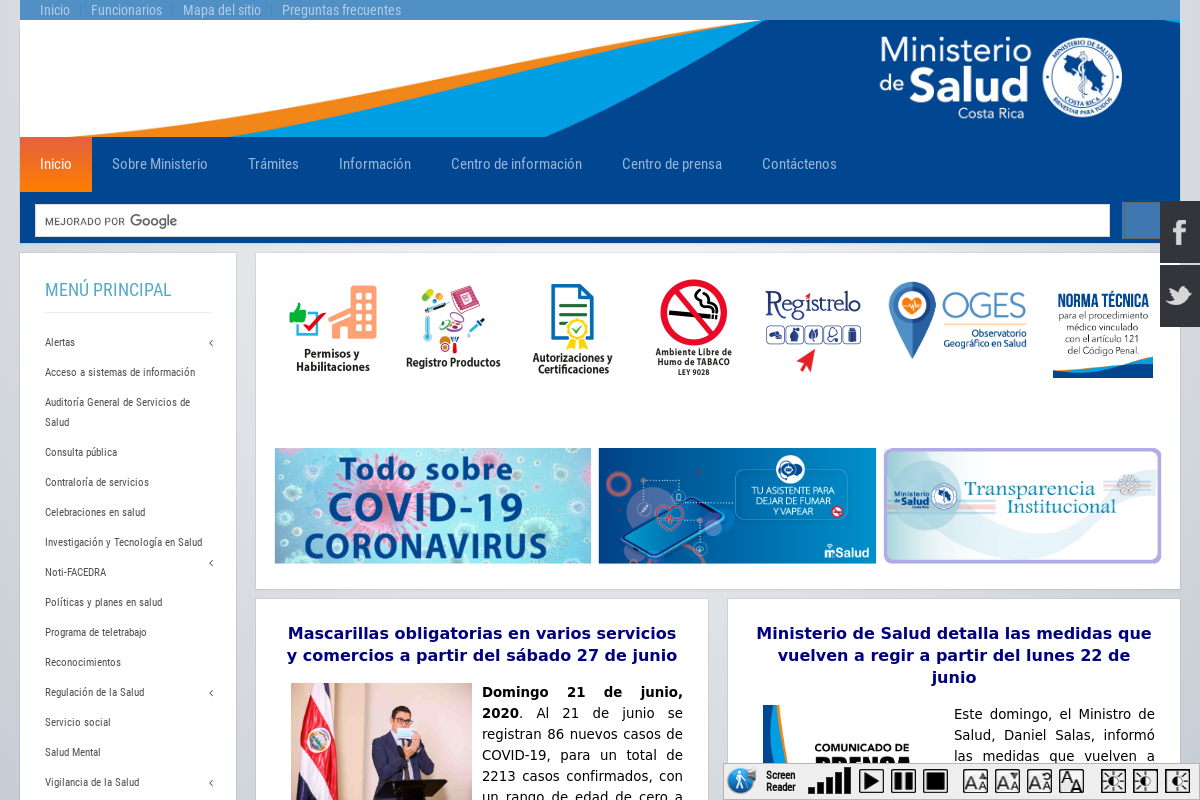 Inicio Funcionarios Mapa del sitio Preguntas frecuentes
Ministerio
de Salud
Costa Rica
MINISTERIO DE SALUD
COSTA RICA
BIENESTAR PARA TODOS
Inicio Sobre Ministerio Trámites Información Centro de información Centro de prensa Contáctenos
MEJORADO POR Google
MENÚ PRINCIPAL
Alertas
Acceso a sistemas de información
Auditoría General de Servicios de
Salud
Consulta pública
Contraloría de servicios
Celebraciones en salud
Investigación y Tecnología en Salud
Noti-FACEDRA
Políticas y planes en salud
Programa de teletrabajo
Reconocimientos
Regulación de la Salud
Servicio social
Salud Mental
Vigilancia de la Salud
Permisos y
Habilitaciones
Registro Productos
Autorizaciones y
Certificaciones
Ambiente Libre de
Humo de TABACO
LEY 9028
Regístrelo
OGES
Observatorio
Geográfico en Salud
NORMA TÉCNICA
para el procedimiento
médico vinculado
con el artículo 121
del Código Penal.
Todo sobre
COVID-19
CORONAVIRUS
TU ASISTENTE PARA
DEJAR DE FUMAR
Y VAPEAR
mSalud
Ministerio
de Salud
Costa Rica
Transparencia
Institucional
Mascarillas obligatorias en varios servicios
y comercios a partir del sábado 27 de junio
Domingo 21 de junio,
2020. Al 21 de junio se
registran 86 nuevos casos de
COVID-19, para un total de
2213 casos confirmados, con
un rango de edad de cero a
Ministerio de Salud detalla las medidas que
vuelven a regir a partir del lunes 22 de
junio
COMUNICADO DE
PRENSA
Este domingo, el Ministro de
Salud, Daniel Salas, informó
las medidas que vuelven a
Screen
Reader